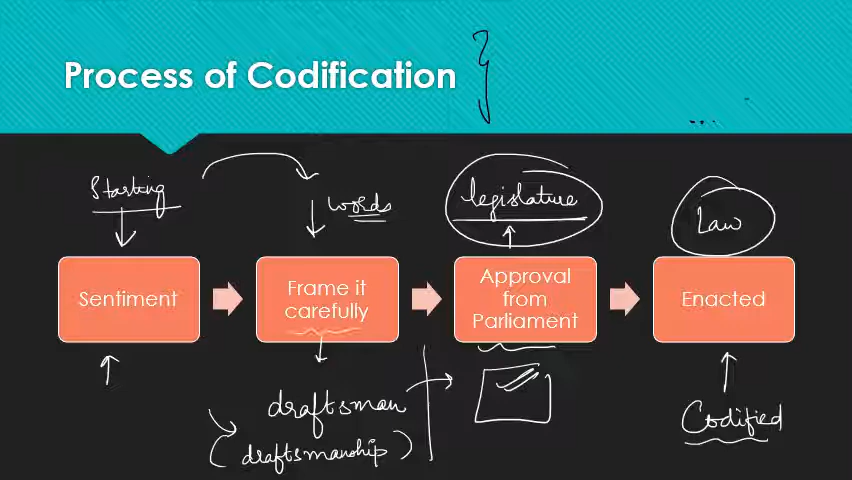 Process of Codification
Starting
words
legislature
Law
Sentiment
Frame it
carefully
Approval
from
Parliament
Enacted
draftsman
(draftsmanship)
Codified